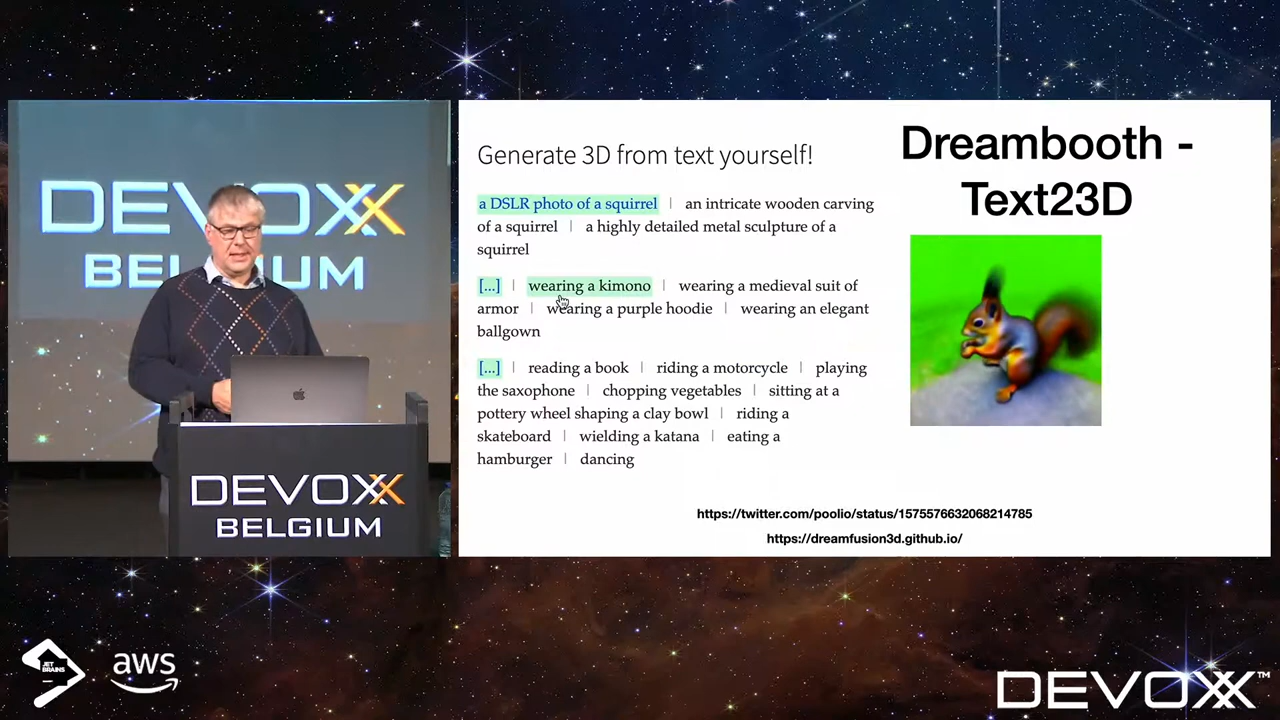 DEVOXX
BELGIUM
DEVOXX
BELGIUM
Generate 3D from text yourself!
a DSLR photo of a squirrel | an intricate wooden carving
of a squirrel | a highly detailed metal sculpture of a
squirrel
[...] | wearing a kimono | wearing a medieval suit of
armor | wearing a purple hoodie | wearing an elegant
ballgown
[...] | reading a book | riding a motorcycle | playing
the saxophone | chopping vegetables | sitting at a
pottery wheel shaping a clay bowl | riding a
skateboard | wielding a katana | eating a
hamburger | dancing
Dreambooth -
Text23D
https://twitter.com/poolio/status/1575576632068214785
https://dreamfusion3d.github.io/
JET
BRAINS
aws
DEVOXX™